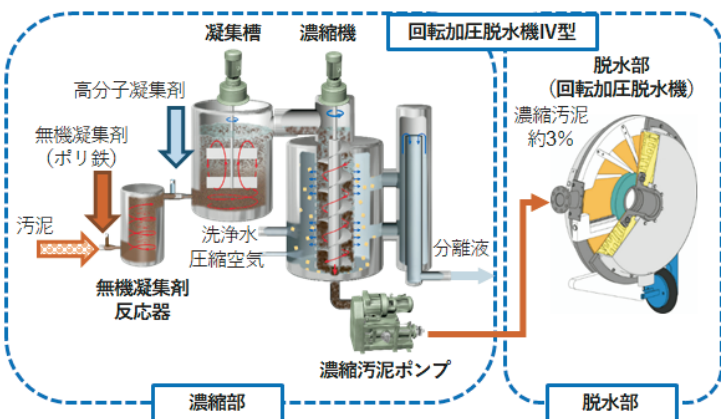 凝集槽
濃縮機
回転加圧脱水機Ⅳ型
高分子凝集剤
無機凝集剤
(ポリ鉄)
汚泥
無機凝集剤
反応器
洗浄水
圧縮空気
分離液
濃縮汚泥ポンプ
濃縮部
脱水部
(回転加圧脱水機)
濃縮汚泥
約3%
脱水部